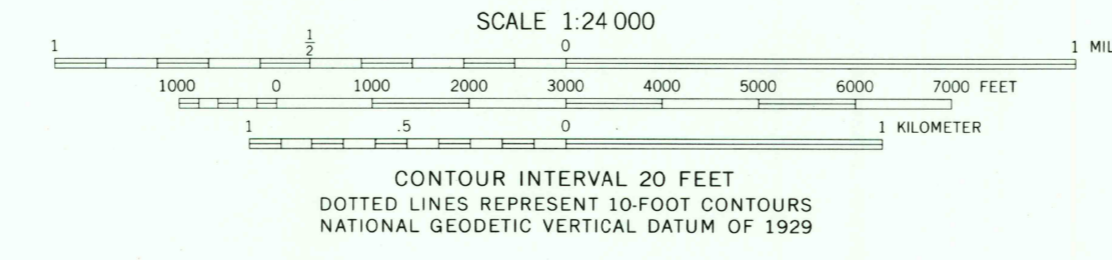 SCALE 1:24 000
1 1/2 0 1 MIL
1000 0 1000 2000 3000 4000 5000 6000 7000 FEET
1 .5 0 1 KILOMETER
CONTOUR INTERVAL 20 FEET
DOTTED LINES REPRESENT 10-FOOT CONTOURS
NATIONAL GEODETIC VERTICAL DATUM OF 1929